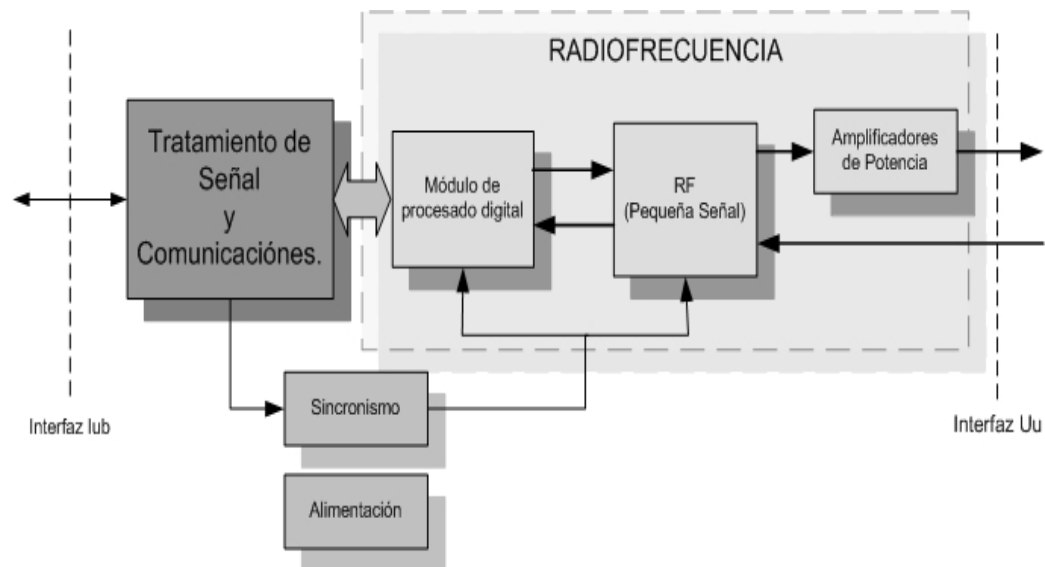 RADIOFRECUENCIA
Tratamiento de
Señal
y
Comunicaciónes.
Módulo de
procesado digital
RF
(Pequeña Señal)
Amplificadores
de Potencia
Sincronismo
Alimentación
Interfaz Iub
Interfaz Uu